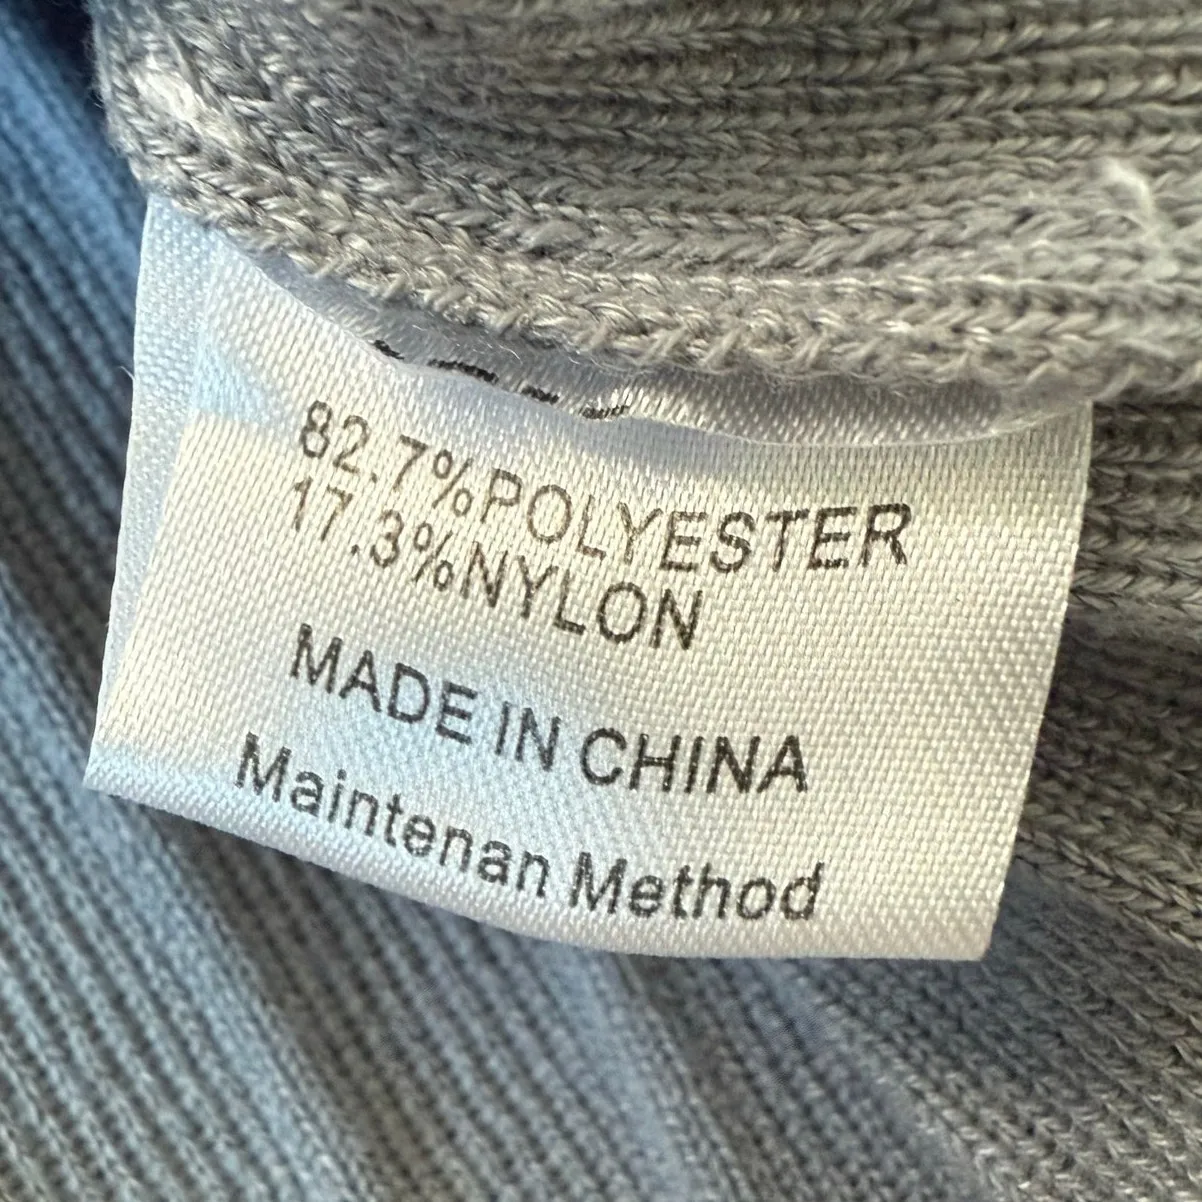 82.7%POLYESTER
17.3%NYLON
MADE IN CHINA
Maintenan Method